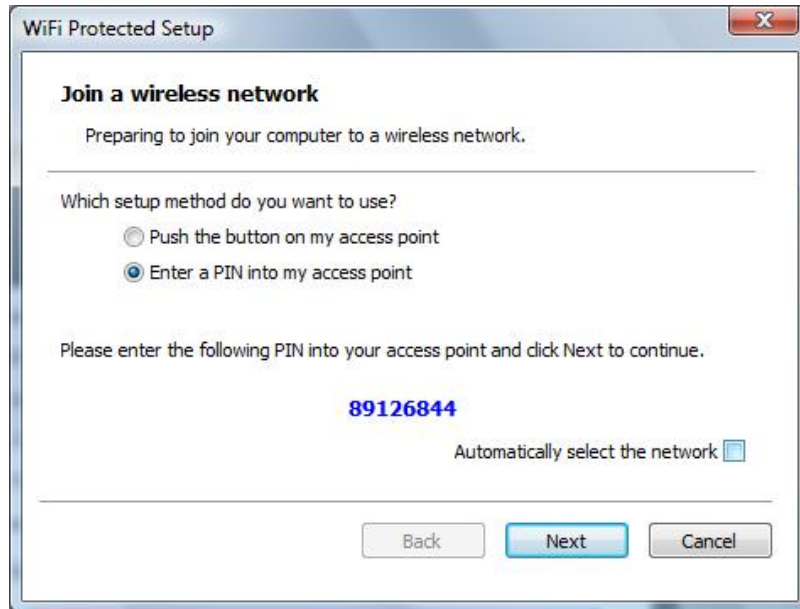 WiFi Protected Setup
Join a wireless network
Preparing to join your computer to a wireless network.
Which setup method do you want to use?
Push the button on my access point
Enter a PIN into my access point
Please enter the following PIN into your access point and click Next to continue.
89126844
Automatically select the network
Back Next Cancel